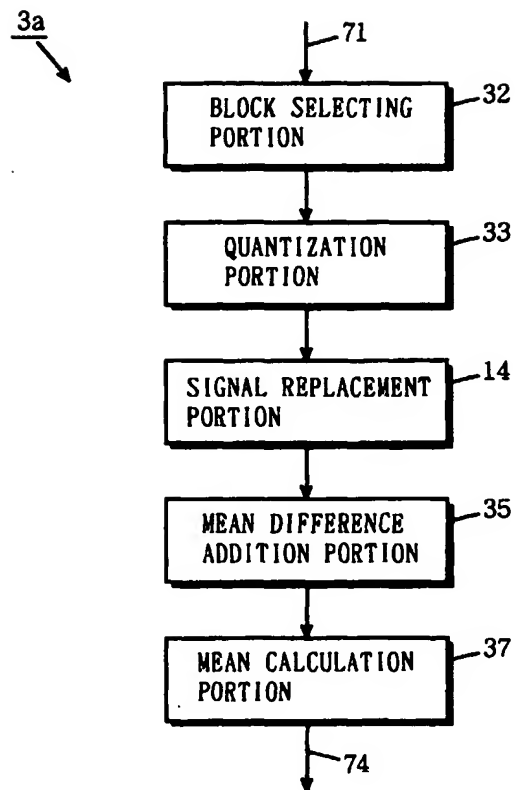 3a
71
BLOCK SELECTING
PORTION
32
QUANTIZATION
PORTION
33
SIGNAL REPLACEMENT
PORTION
14
MEAN DIFFERENCE
ADDITION PORTION
35
MEAN CALCULATION
PORTION
37
74